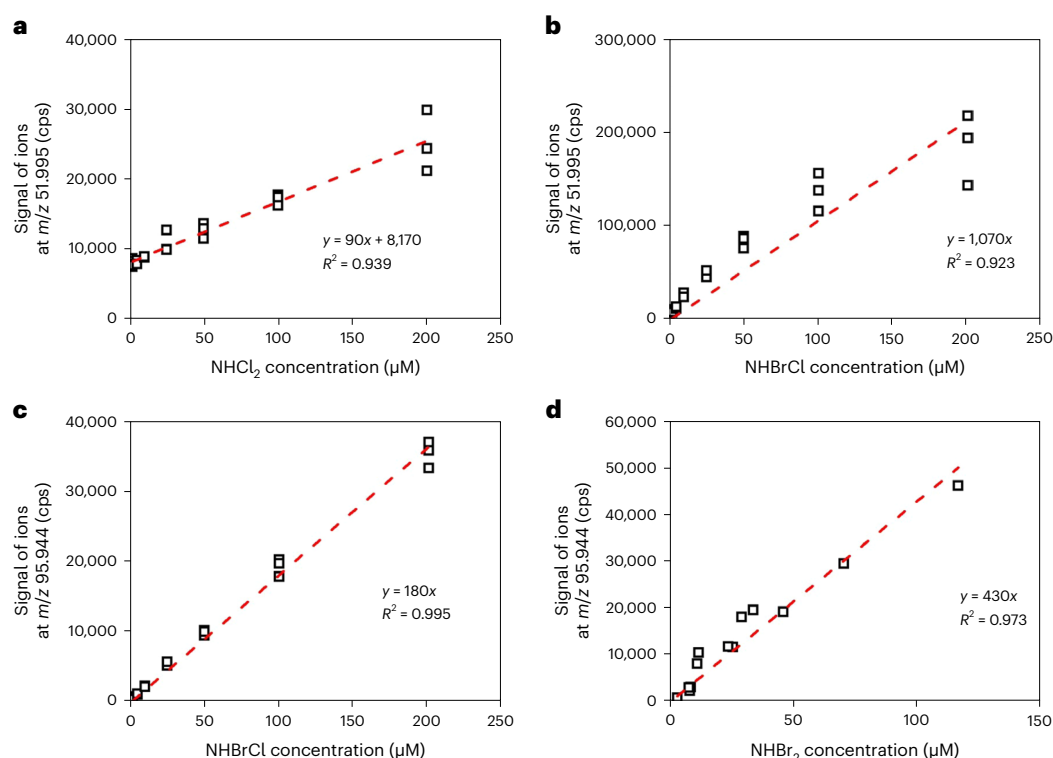 a
Signal of ions
at m/z 51.995 (cps)
40,000
30,000
20,000
10,000
0
0 50 100 150 200 250
y = 90x + 8,170
R² = 0.939
NHCl₂ concentration (µM)
b
Signal of ions
at m/z 51.995 (cps)
300,000
200,000
100,000
0
0 50 100 150 200 250
y = 1,070x
R² = 0.923
NHBrCl concentration (µM)
c
Signal of ions
at m/z 95.944 (cps)
40,000
30,000
20,000
10,000
0
0 50 100 150 200 250
y = 180x
R² = 0.995
NHBrCl concentration (µM)
d
Signal of ions
at m/z 95.944 (cps)
60,000
50,000
40,000
30,000
20,000
10,000
0
0 50 100 150
y = 430x
R² = 0.973
NHBr₂ concentration (µM)